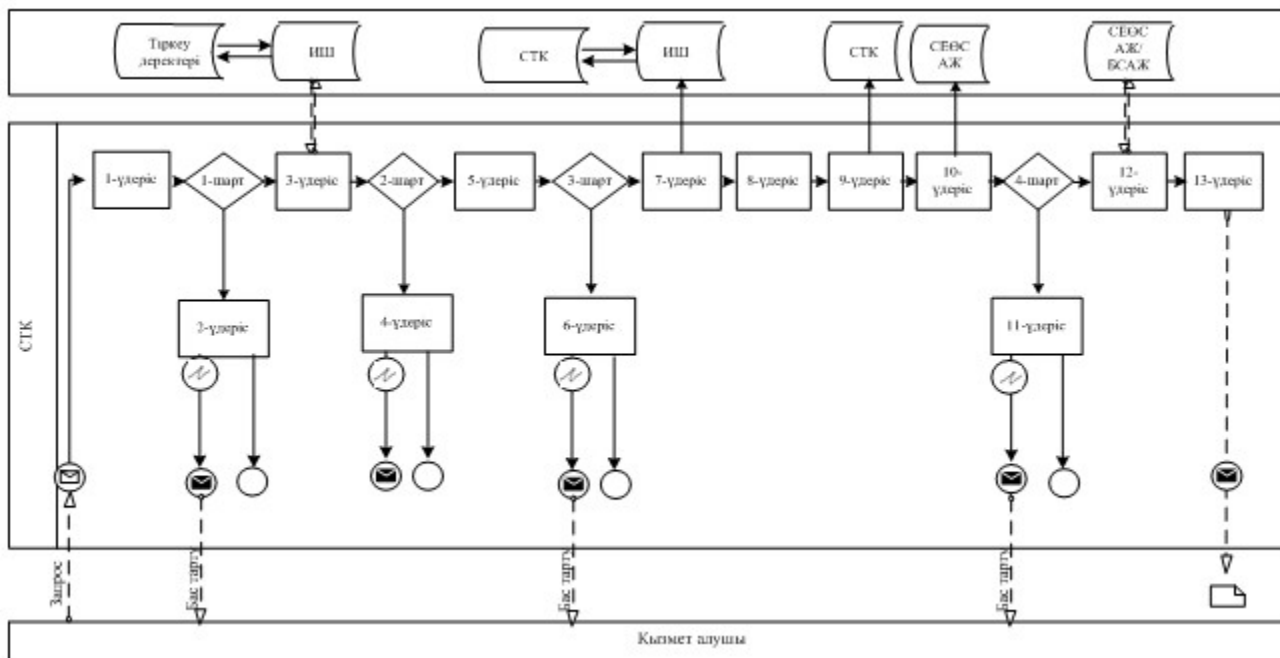 Тіркеу
деректері
ИШ
СТК
ИШ
СТК
СЕӨС
АЖ
СЕӨС
АЖ/
БСАЖ
СТК
1-үдеріс
1-шарт
3-үдеріс
2-шарт
5-үдеріс
3-шарт
7-үдеріс
8-үдеріс
9-үдеріс
10-
үдеріс
4-шарт
12-
үдеріс
13-үдеріс
2-үдеріс
4-үдеріс
6-үдеріс
11-үдеріс
Запрос
Бас тарту
Бас тарту
Бас тарту
Қызмет алушы